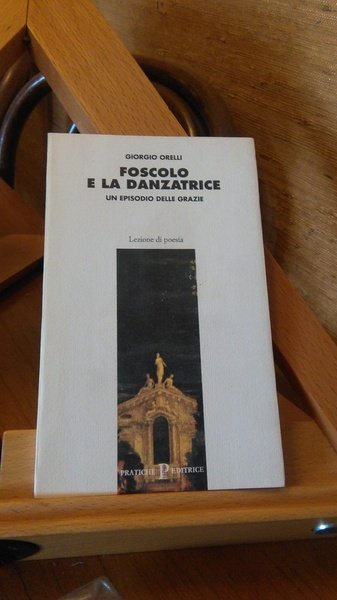 GIORGIO ORELLI
FOSCOLO
E LA DANZATRICE
UN EPISODIO DELLE GRAZIE
Lezione di poesia
PRATICHE P EDITRICE